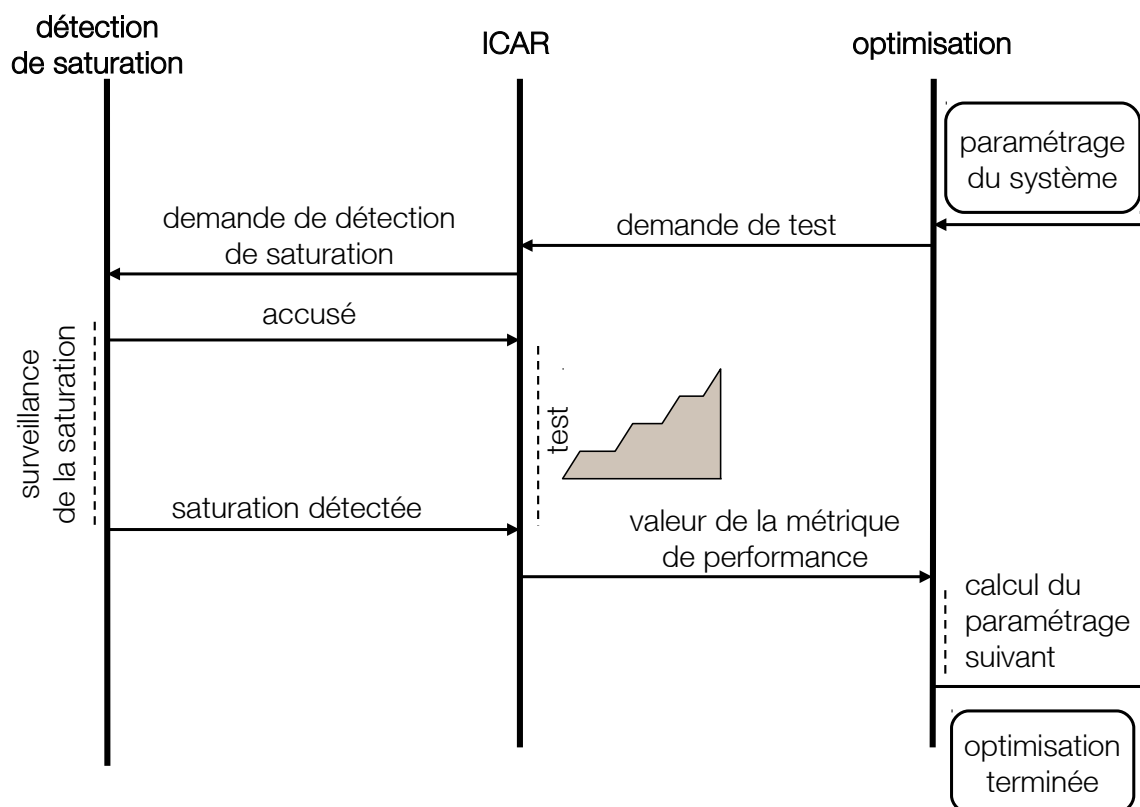 détection
de saturation
ICAR
optimisation
paramétrage
du système
demande de détection
de saturation
demande de test
accusé
surveillance
de la saturation
test
saturation détectée
valeur de la métrique
de performance
calcul du
paramétrage
suivant
optimisation
terminée